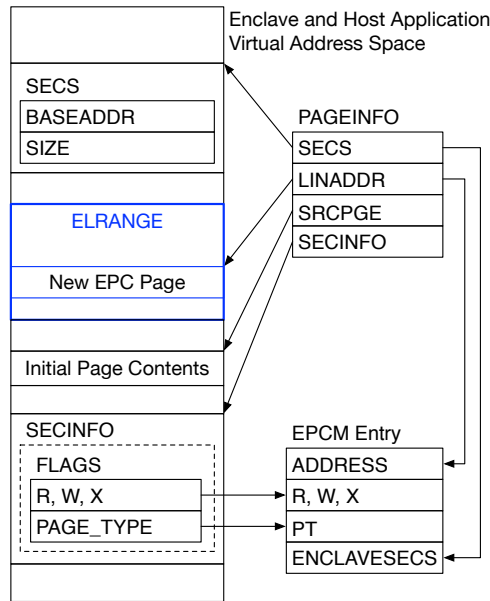 Enclave and Host Application
Virtual Address Space
SECS
BASEADDR
SIZE
PAGEINFO
SECS
LINADDR
SRCPGE
SECINFO
ELRANGE
New EPC Page
Initial Page Contents
SECINFO
FLAGS
R, W, X
PAGE_TYPE
EPCM Entry
ADDRESS
R, W, X
PT
ENCLAVESECS